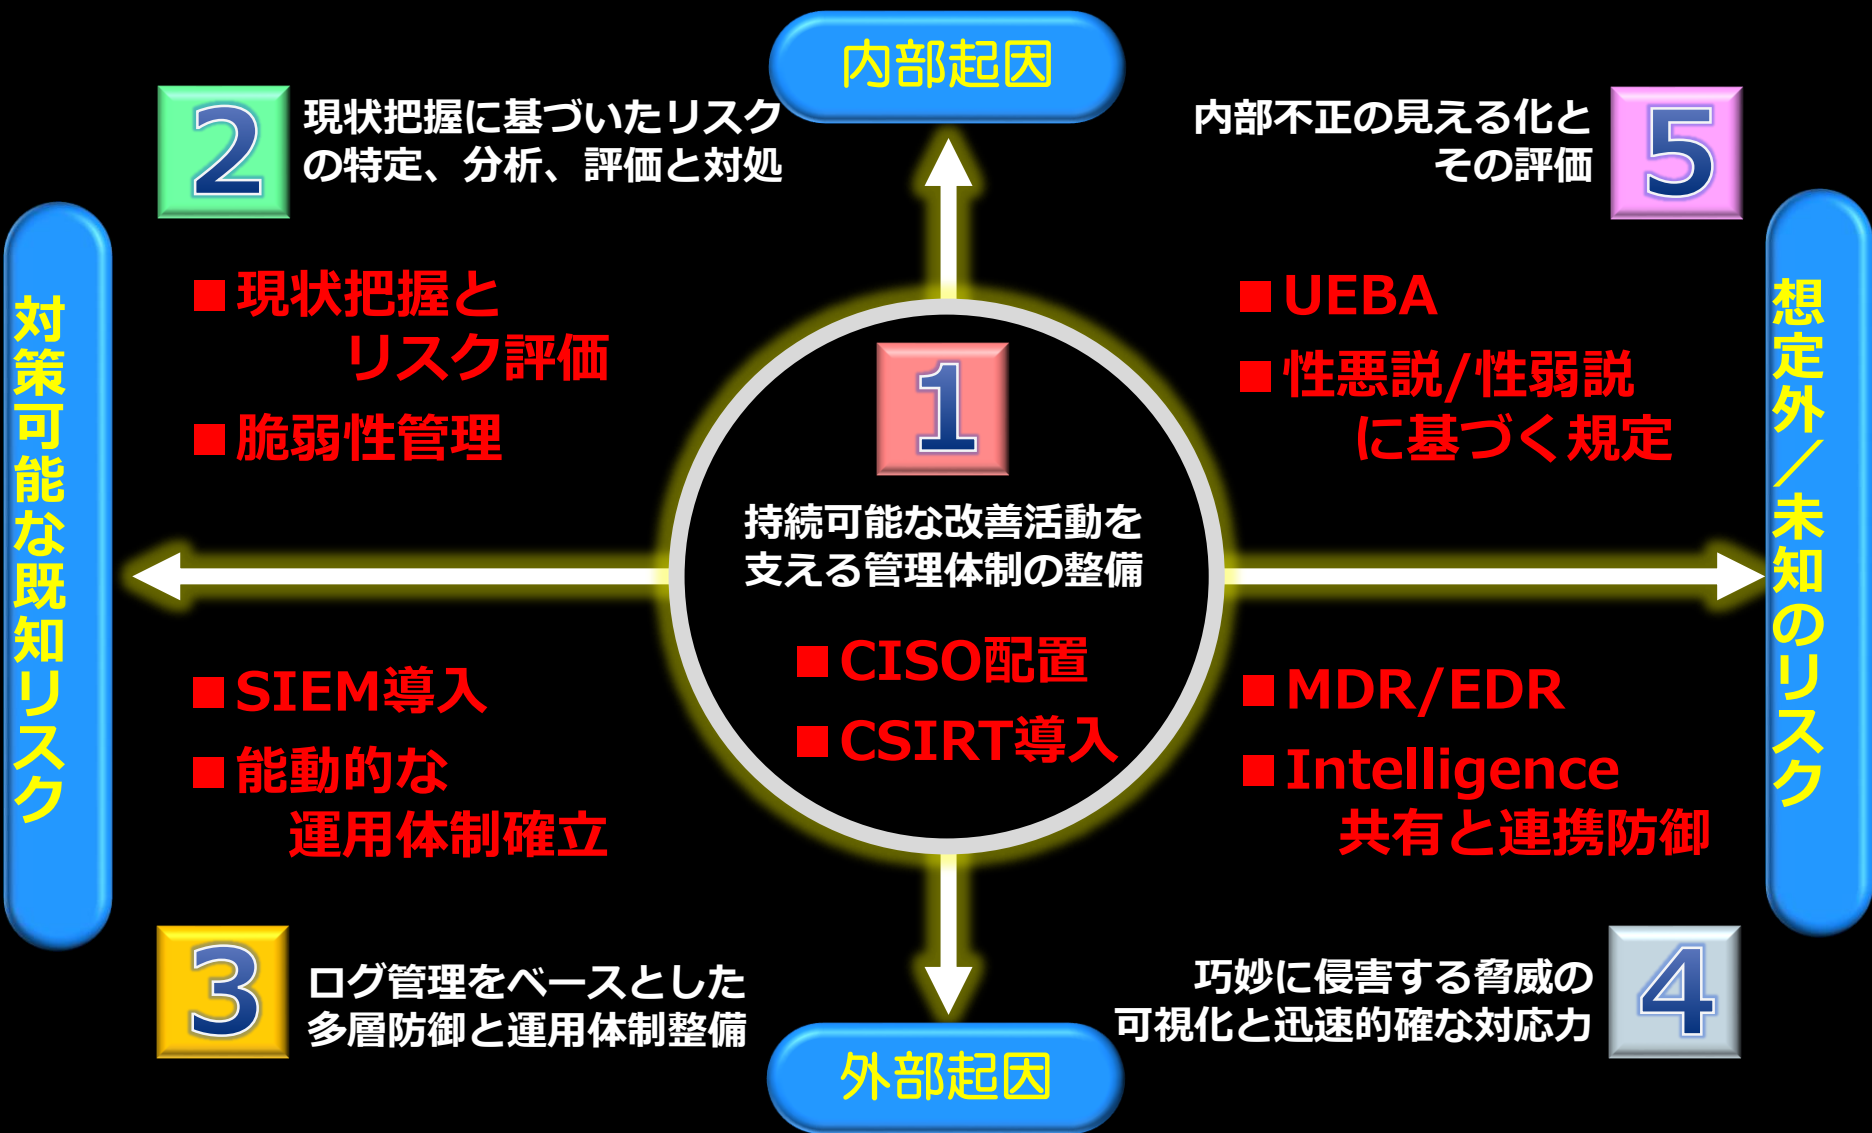 内部起因
2
現状把握に基づいたリスク
の特定、分析、評価と対処
内部不正の見える化と
その評価
5
対策可能な既知リスク
■現状把握と
リスク評価
■脆弱性管理
■UEBA
■性悪説/性弱説
に基づく規定
想定外／未知のリスク
1
持続可能な改善活動を
支える管理体制の整備
■CISO配置
■CSIRT導入
■SIEM導入
■能動的な
運用体制確立
■MDR/EDR
■Intelligence
共有と連携防御
3
ログ管理をベースとした
多層防御と運用体制整備
巧妙に侵害する脅威の
可視化と迅速的確な対応力
4
外部起因